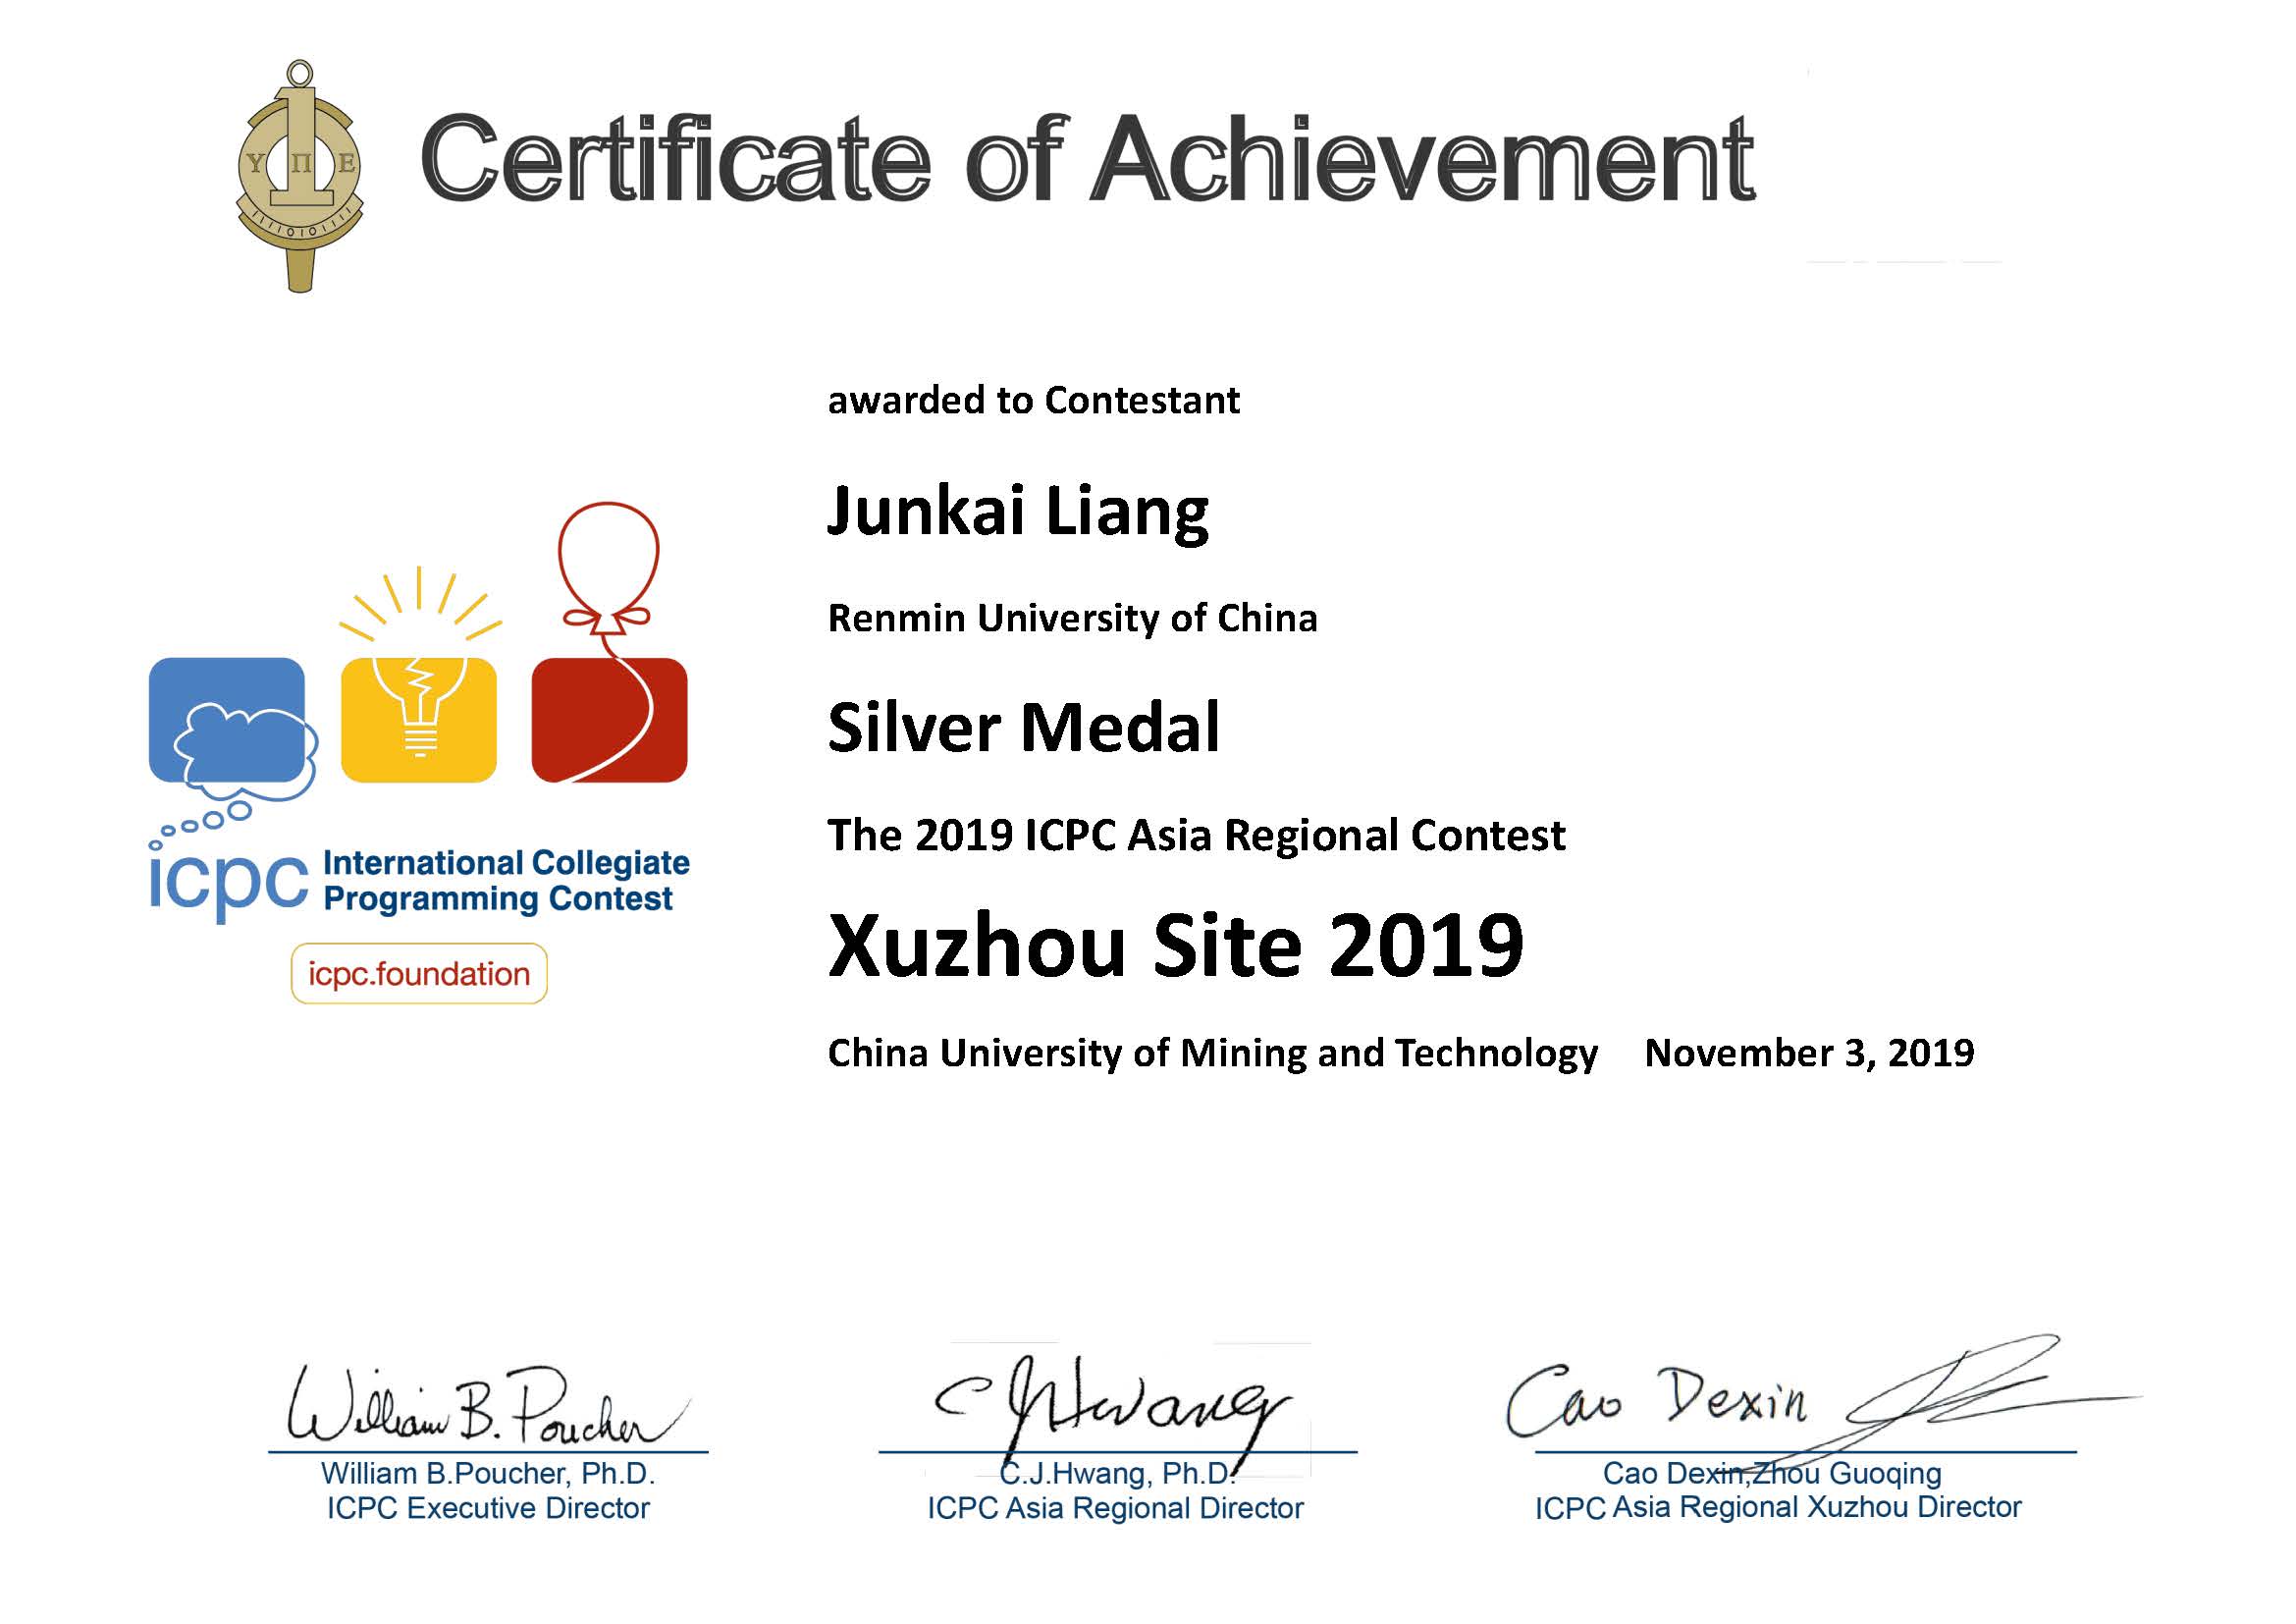 Υ Π Ε
Certificate of Achievement
awarded to Contestant
Junkai Liang
Renmin University of China
Silver Medal
The 2019 ICPC Asia Regional Contest
Xuzhou Site 2019
China University of Mining and Technology November 3, 2019
icpc International Collegiate
Programming Contest
icpc.foundation
William B. Poucher
C J Hwang
Cao Dexin
William B.Poucher, Ph.D.
ICPC Executive Director
C.J.Hwang, Ph.D.
ICPC Asia Regional Director
Cao Dexin,Zhou Guoqing
ICPC Asia Regional Xuzhou Director